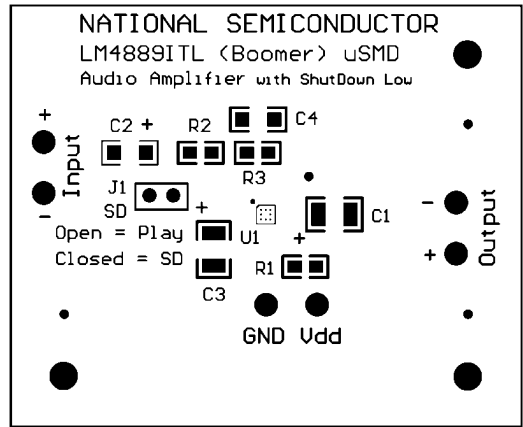 NATIONAL SEMICONDUCTOR
LM4889ITL (Boomer) uSMD
Audio Amplifier with ShutDown Low
+
C2 +
R2
C4
Input
-
R3
J1
SD
+
U1
C1
-
Output
+
Open = Play
Closed = SD
+
R1
C3
GND Vdd